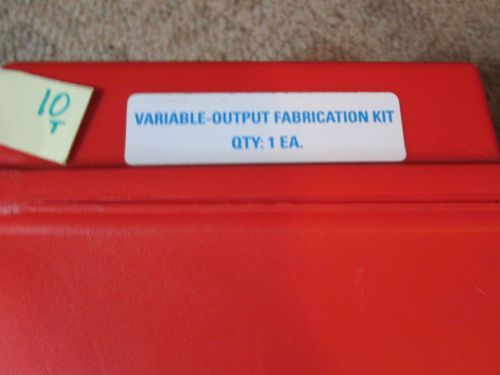 10
T
VARIABLE-OUTPUT FABRICATION KIT
QTY: 1 EA.